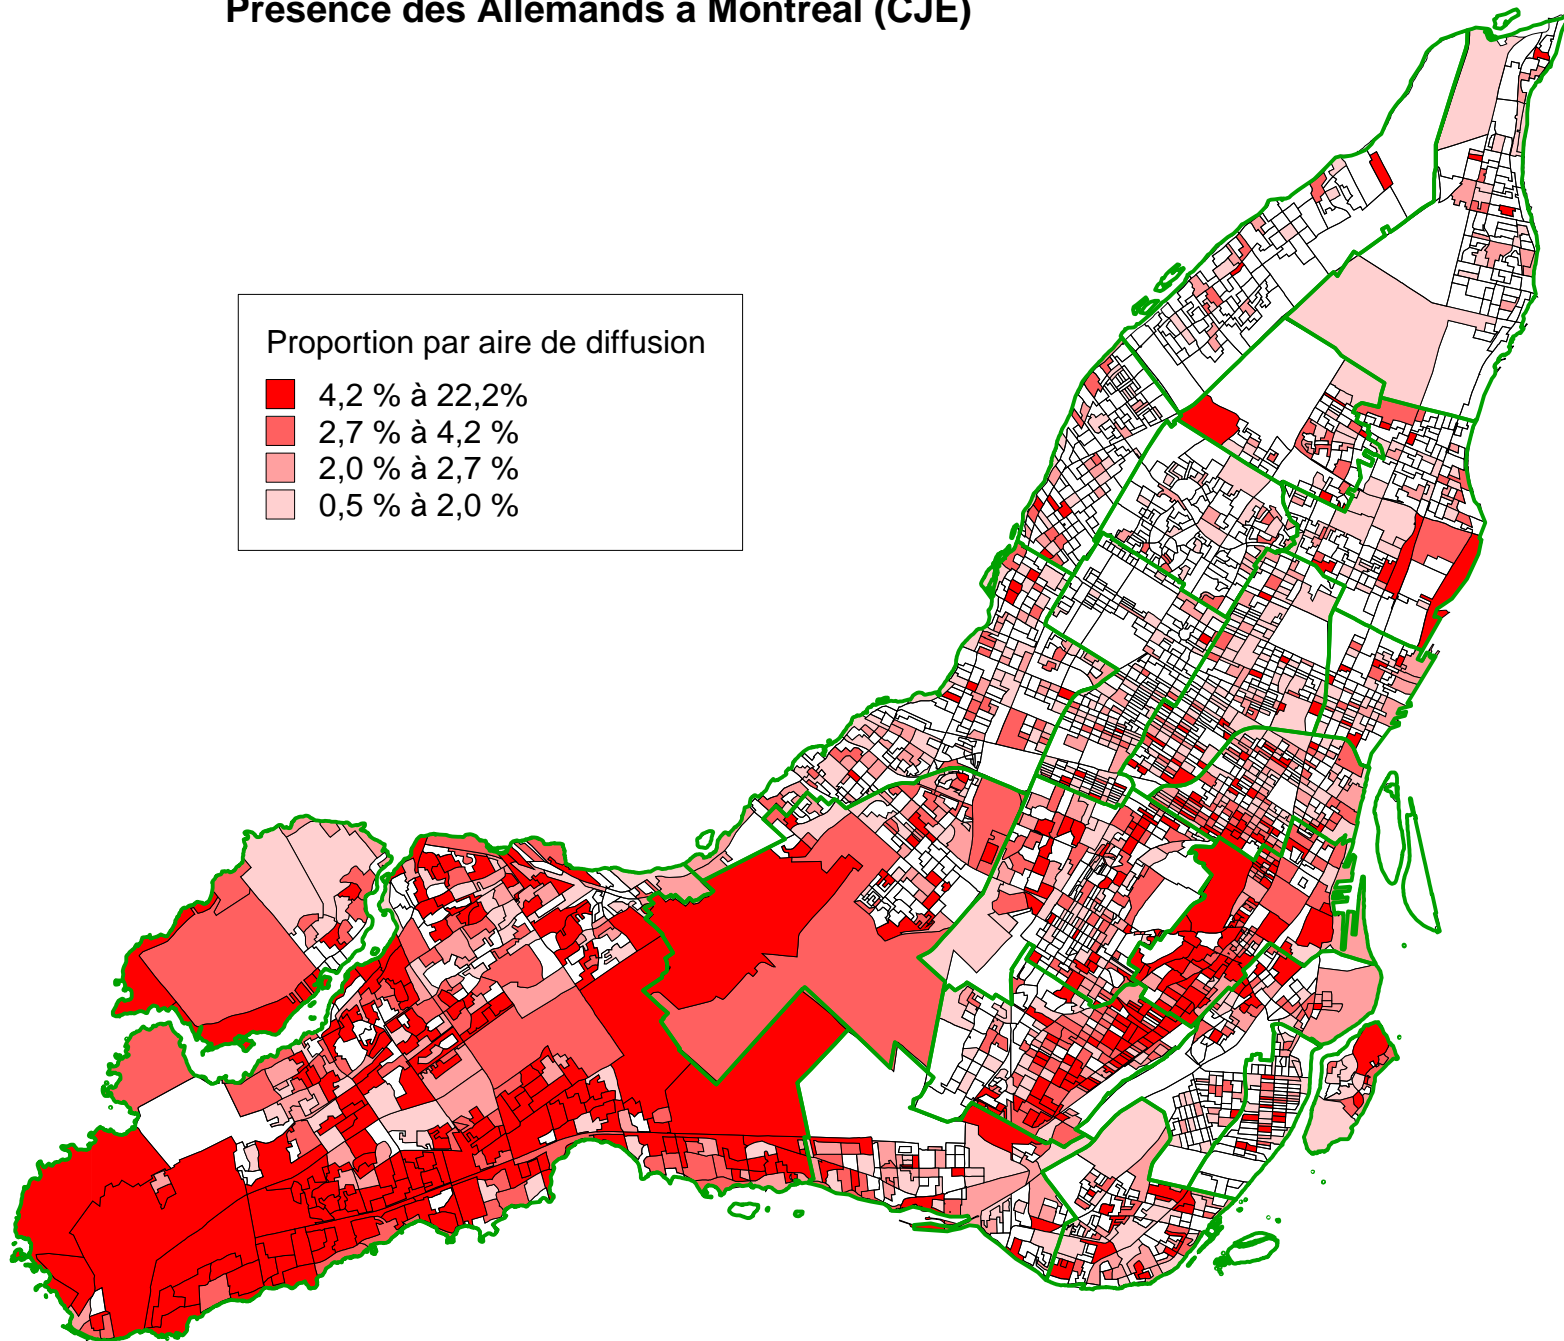 Présence des Allemands à Montréal (CJE)
Proportion par aire de diffusion
4,2 % à 22,2%
2,7 % à 4,2 %
2,0 % à 2,7 %
0,5 % à 2,0 %